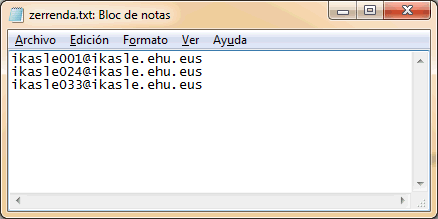 zerrenda.txt: Bloc de notas
Archivo Edición Formato Ver Ayuda
ikasle001@ikasle.ehu.eus
ikasle024@ikasle.ehu.eus
ikasle033@ikasle.ehu.eus